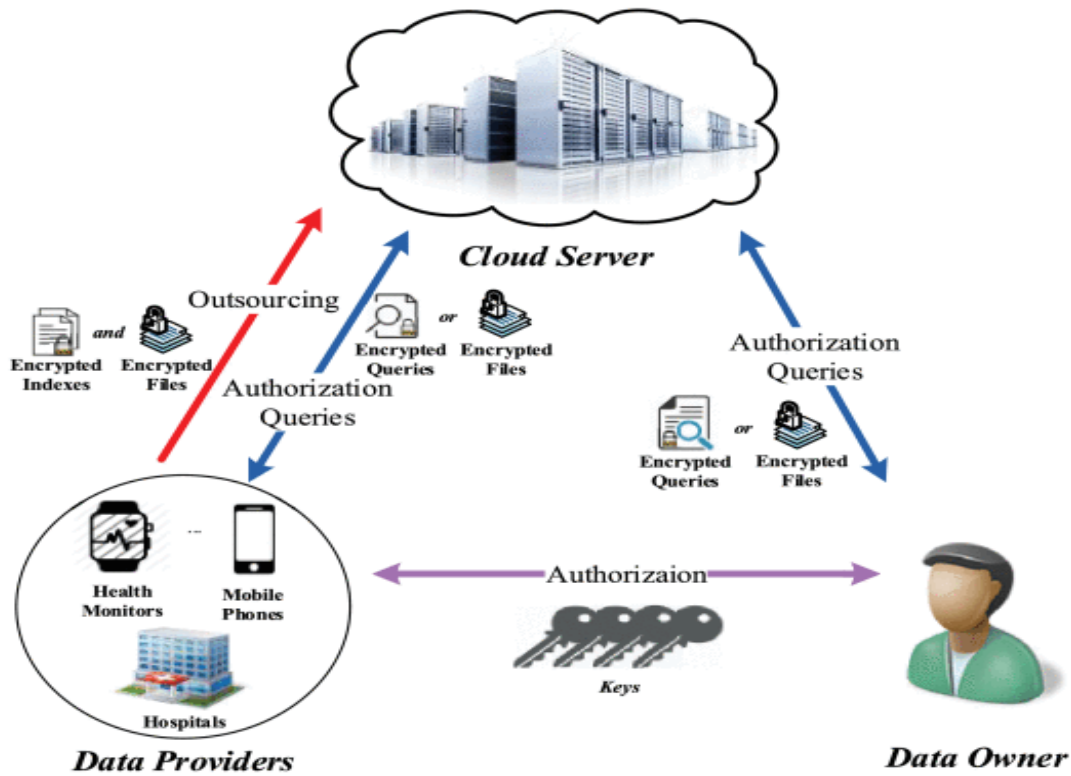 Cloud Server
Outsourcing
and
Encrypted
Indexes
Encrypted
Files
or
Encrypted
Queries
Encrypted
Files
Authorization
Queries
Authorization
Queries
or
Encrypted
Queries
Encrypted
Files
...
Health
Monitors
Mobile
Phones
Hospitals
Data Providers
Authorizaion
Keys
Data Owner